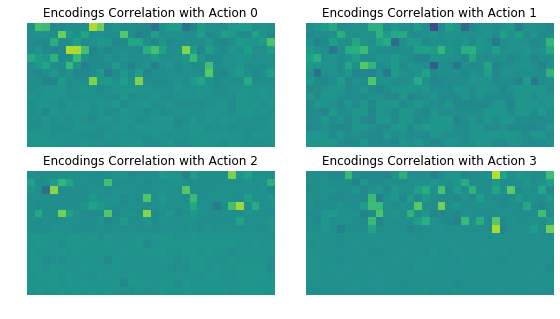 Encodings Correlation with Action 0
Encodings Correlation with Action 1
Encodings Correlation with Action 2
Encodings Correlation with Action 3